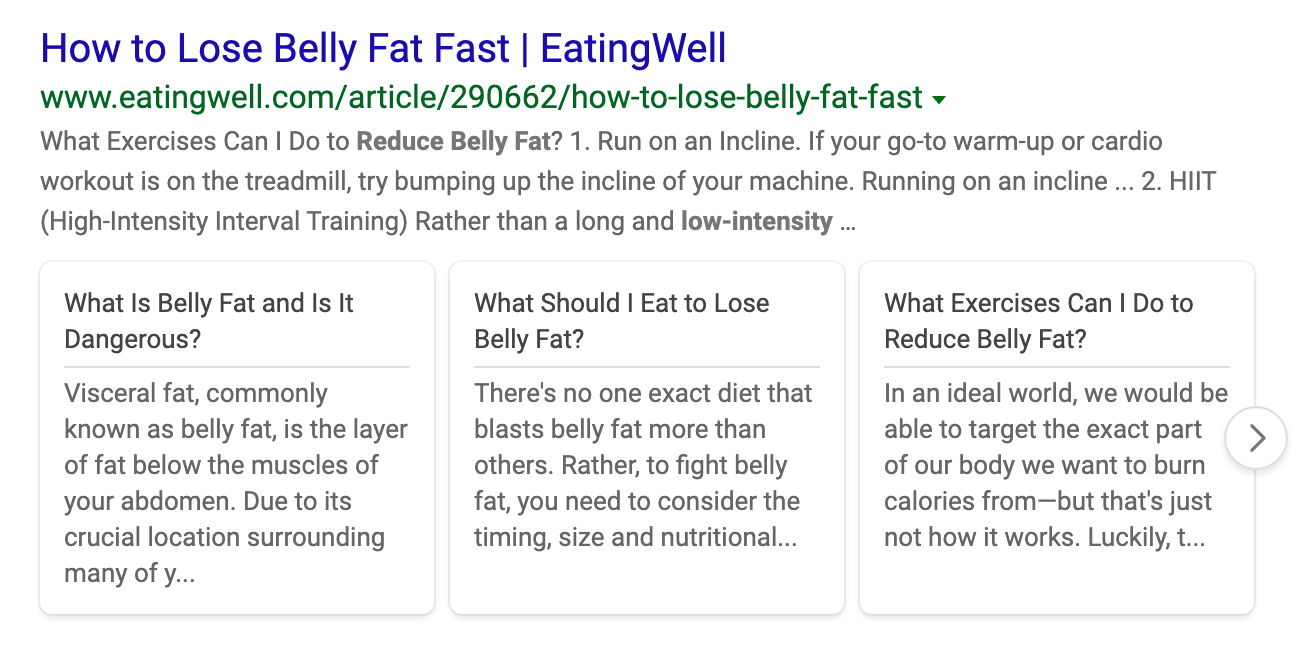 How to Lose Belly Fat Fast | EatingWell
www.eatingwell.com/article/290662/how-to-lose-belly-fat-fast
What Exercises Can I Do to Reduce Belly Fat? 1. Run on an Incline. If your go-to warm-up or cardio
workout is on the treadmill, try bumping up the incline of your machine. Running on an incline ... 2. HIIT
(High-Intensity Interval Training) Rather than a long and low-intensity ...
What Is Belly Fat and Is It
Dangerous?
Visceral fat, commonly
known as belly fat, is the layer
of fat below the muscles of
your abdomen. Due to its
crucial location surrounding
many of y...
What Should I Eat to Lose
Belly Fat?
There's no one exact diet that
blasts belly fat more than
others. Rather, to fight belly
fat, you need to consider the
timing, size and nutritional...
What Exercises Can I Do to
Reduce Belly Fat?
In an ideal world, we would be
able to target the exact part
of our body we want to burn
calories from—but that's just
not how it works. Luckily, t...